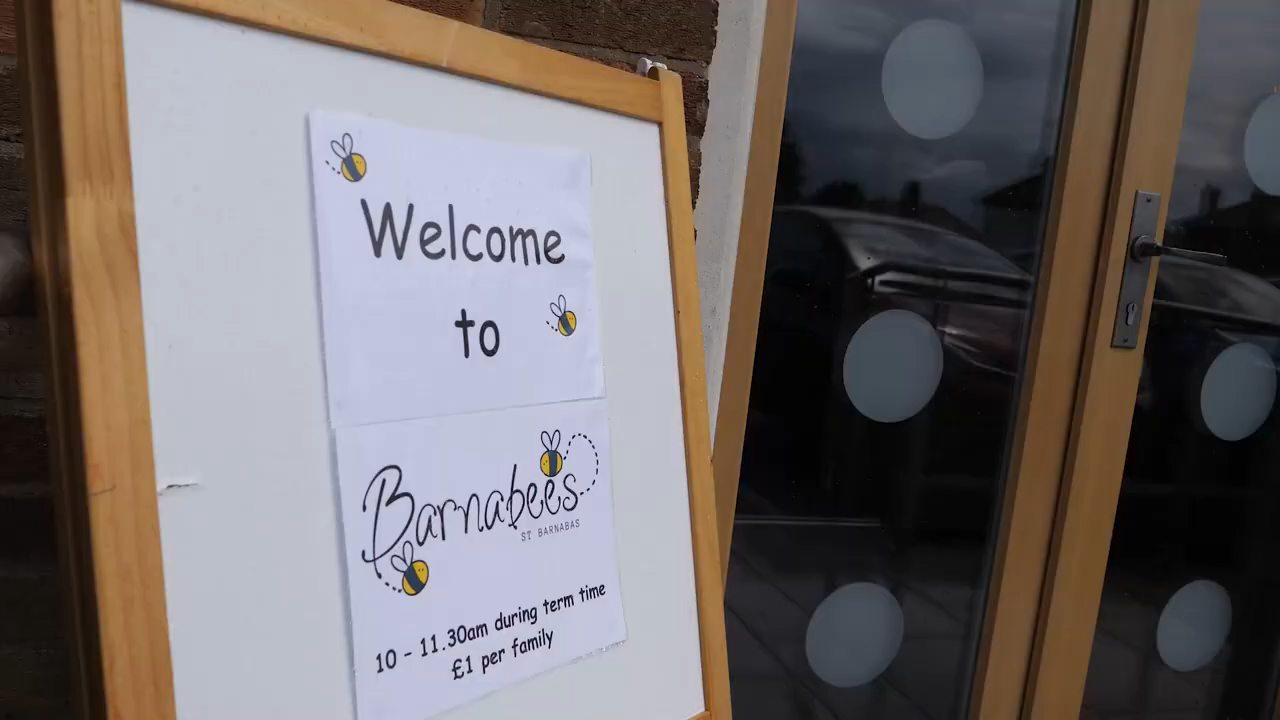 Welcome
to
Barnabees
ST BARNABAS
10 - 11.30am during term time
£1 per family